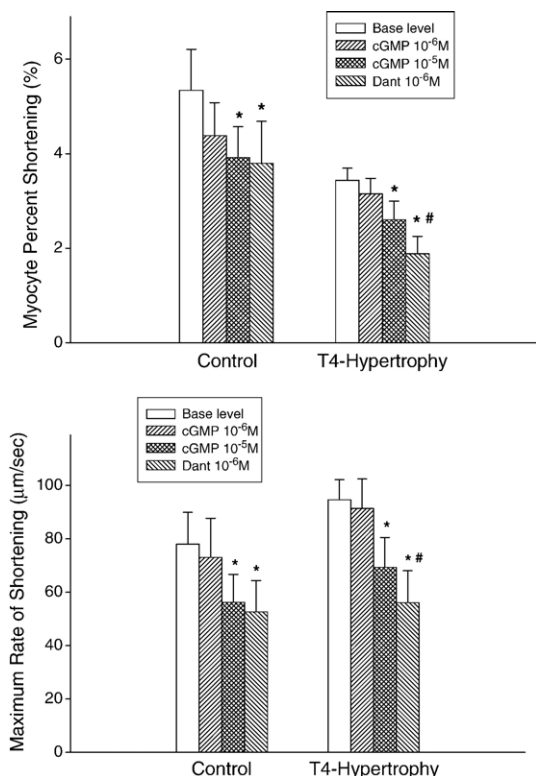 Base level
cGMP 10⁻⁶M
cGMP 10⁻⁵M
Dant 10⁻⁶M
Myocyte Percent Shortening (%)
6
4
2
0
* *
*
* #
Control T4-Hypertrophy
Base level
cGMP 10⁻⁶M
cGMP 10⁻⁵M
Dant 10⁻⁶M
Maximum Rate of Shortening (μm/sec)
100
80
60
40
20
0
* *
*
* #
Control T4-Hypertrophy